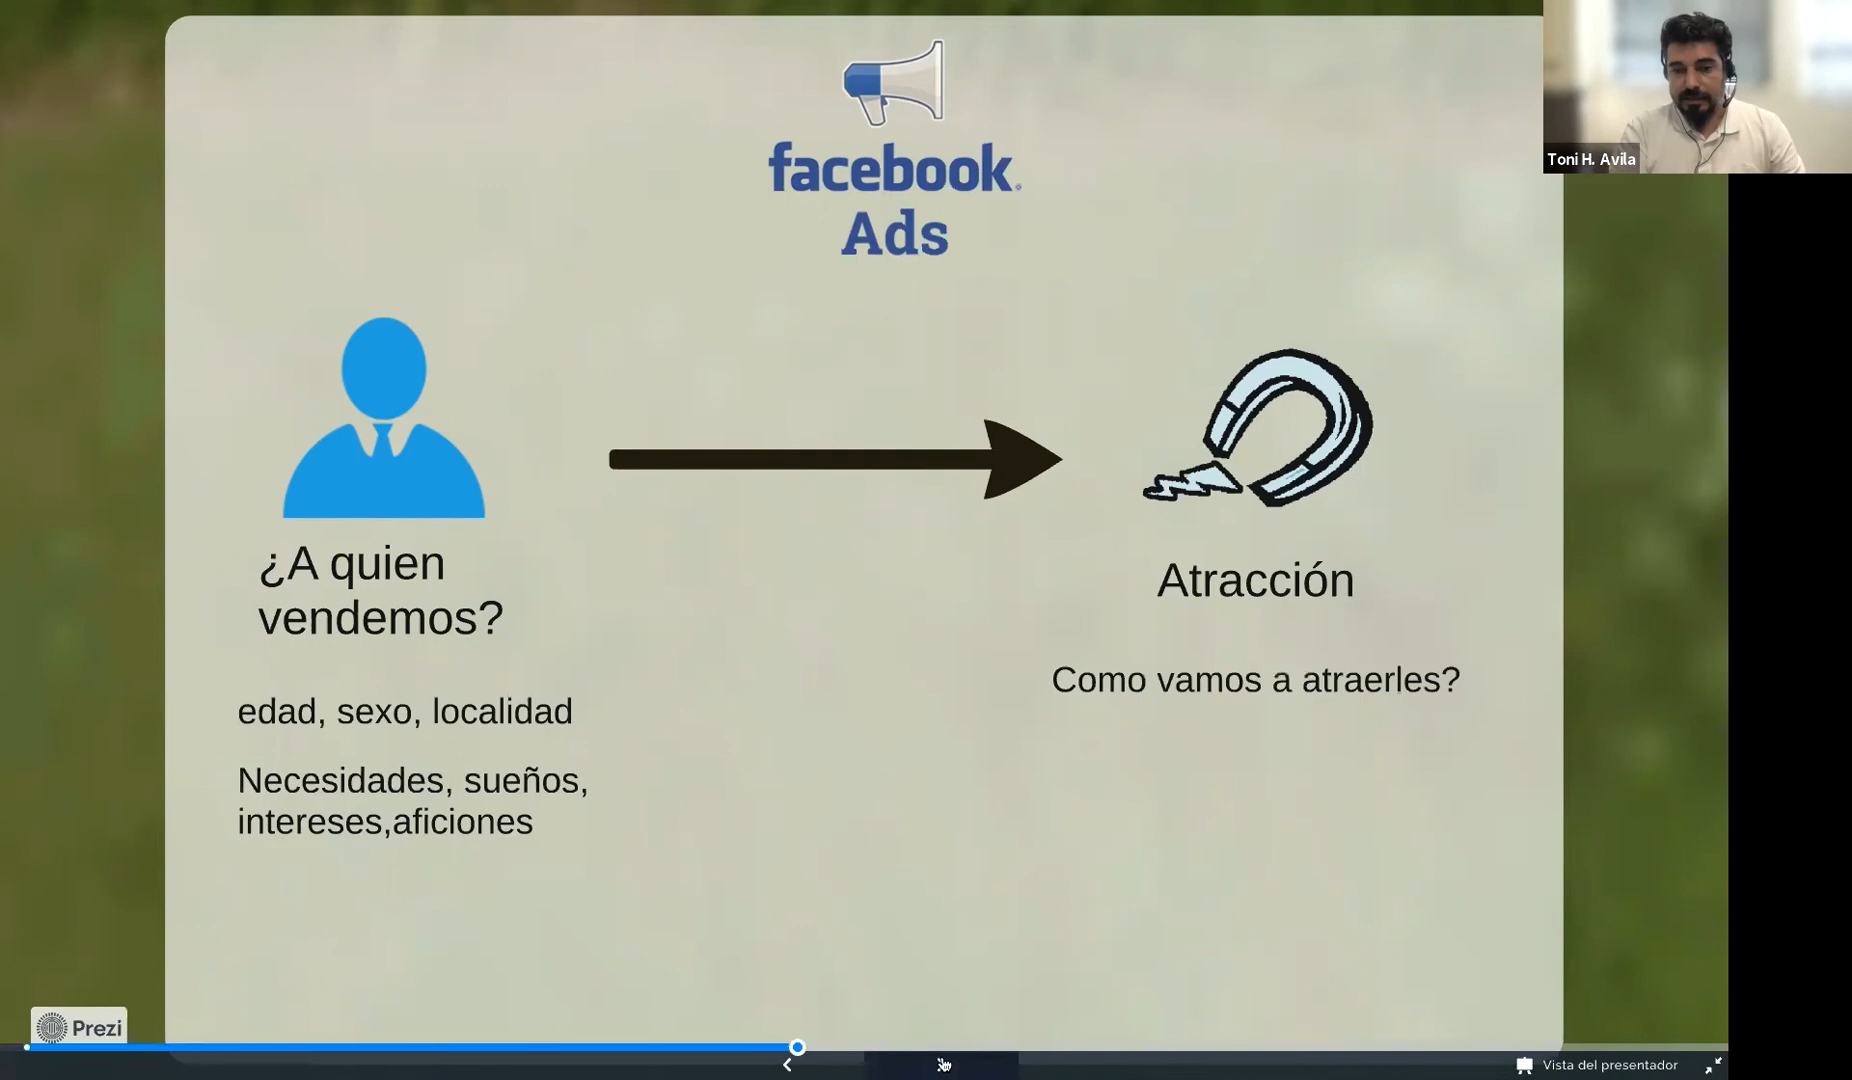 facebook
Ads
Toni H. Avila
¿A quien
vendemos?
edad, sexo, localidad
Necesidades, sueños,
intereses,aficiones
Atracción
Como vamos a atraerles?
Prezi
Vista del presentador